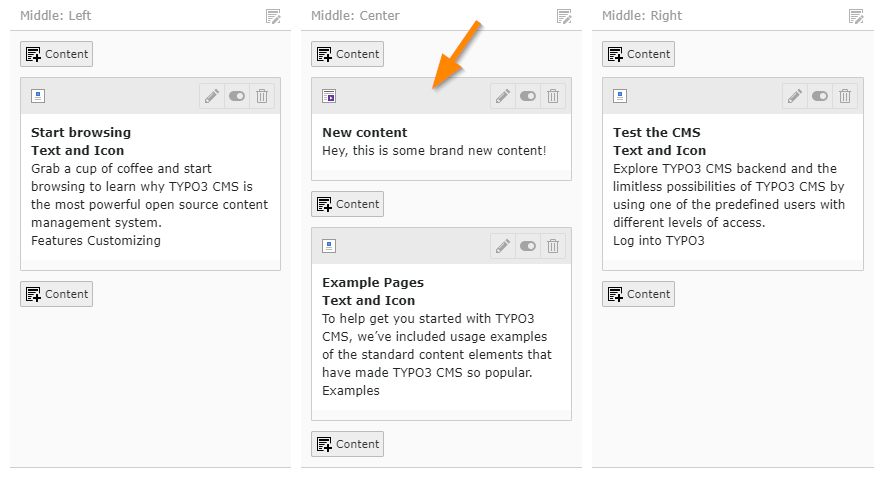 Middle: Left
Content
Start browsing
Text and Icon
Grab a cup of coffee and start
browsing to learn why TYPO3 CMS is
the most powerful open source content
management system.
Features Customizing
Content
Middle: Center
Content
New content
Hey, this is some brand new content!
Content
Example Pages
Text and Icon
To help get you started with TYPO3
CMS, we’ve included usage examples
of the standard content elements that
have made TYPO3 CMS so popular.
Examples
Content
Middle: Right
Content
Test the CMS
Text and Icon
Explore TYPO3 CMS backend and the
limitless possibilities of TYPO3 CMS by
using one of the predefined users with
different levels of access.
Log into TYPO3
Content